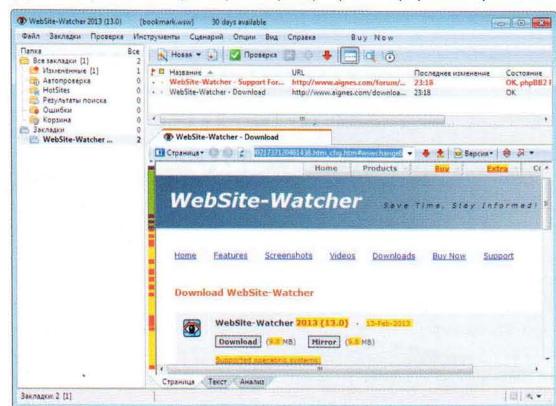 WebSite-Watcher 2013 (13.0) [bookmark.wsw] 30 days available
Файл Закладки Проверка Инструменты Сценарий Опции Вид Справка Buy Now
Папка Все
Все закладки [1] 2
Изменённые [1] 1
Автопроверка 0
HotSites 0
Результаты поиска 0
Ошибки 0
Корзина 0
Закладки 0
WebSite-Watcher ... 2
Новая Проверка
Название URL Последнее изменение Состояние
WebSite-Watcher - Support For... http://www.aignes.com/forum/... 23:18 OK, phpBB2
WebSite-Watcher - Download http://www.aignes.com/downloa... 23:18 OK
WebSite-Watcher - Download
Страница Версия
Home Products Buy Extra
WebSite-Watcher Save Time, Stay Informed!
Home Features Screenshots Videos Downloads Buy Now Support
Download WebSite-Watcher
WebSite-Watcher 2013 (13.0) - 13-Feb-2013
Download (9.8 MB) Mirror (9.8 MB)
Supported operating systems:
Страница Текст Анализ
Закладки: 2 [1]